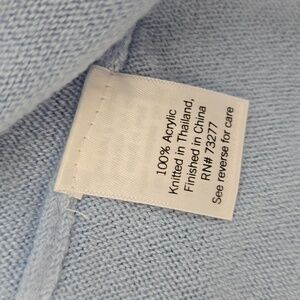 100% Acrylic
Knitted in Thailand,
Finished in China
RN# 73277
See reverse for care